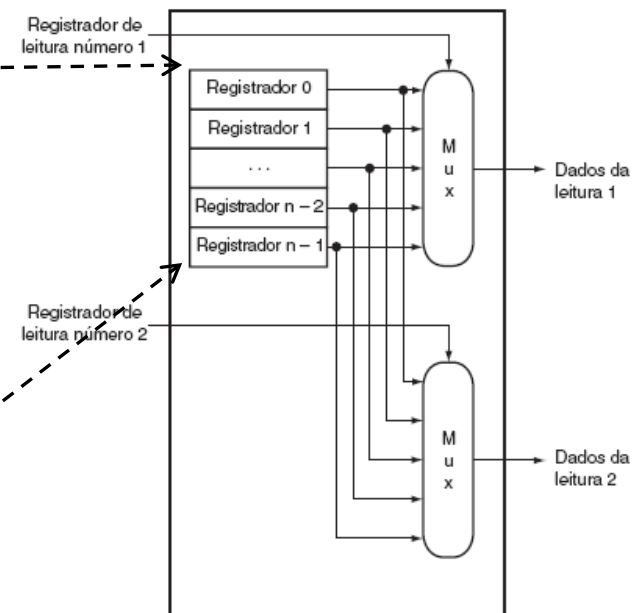 Registrador de
leitura número 1
Registrador 0
Registrador 1
. . .
Registrador n – 2
Registrador n – 1
M
u
x
Dados da
leitura 1
Registrador de
leitura número 2
M
u
x
Dados da
leitura 2